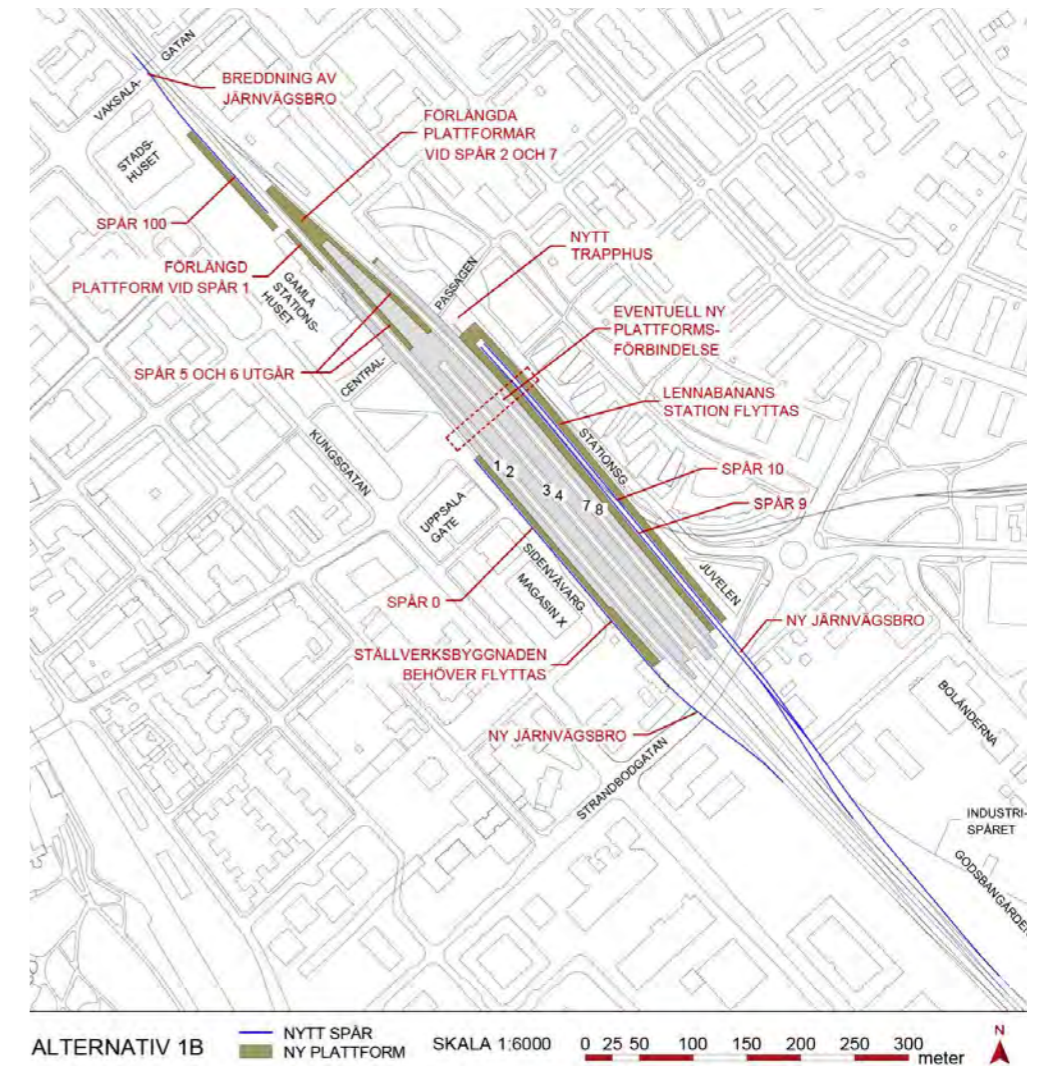 BREDDNING AV
JÄRNVÄGSBRO
VAKSALA-
GATAN
STADS-
HUSET
FÖRLÄNGDA
PLATTFORMAR
VID SPÅR 2 OCH 7
SPÅR 100
NYTT
TRAPPHUS
FÖRLÄNGD
PLATTFORM VID SPÅR 1
GAMLA
STATIONS-
HUSET
PASSAGEN
EVENTUELL NY
PLATTFORMS-
FÖRBINDELSE
SPÅR 5 OCH 6 UTGÅR
CENTRAL-
LENNABANANS
STATION FLYTTAS
KUNGSGATAN
STATIONSG.
1 2
3 4
7 8
SPÅR 10
SPÅR 9
UPPSALA
GATE
SIDENVÄVARG.
MAGASIN X
JUVELEN
SPÅR 0
NY JÄRNVÄGSBRO
STÄLLVERKSBYGGNADEN
BEHÖVER FLYTTAS
BOLÄNDERNA
NY JÄRNVÄGSBRO
STRANDBODGATAN
INDUSTRI-
SPÅRET
GODSBANGÅRDEN
ALTERNATIV 1B
NYTT SPÅR
NY PLATTFORM
SKALA 1:6000
0 25 50 100 150 200 250 300
meter
N